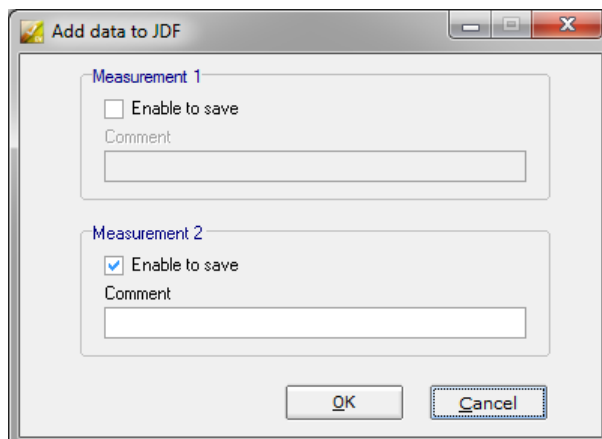 Add data to JDF
Measurement 1
Enable to save
Comment
Measurement 2
Enable to save
Comment
OK Cancel